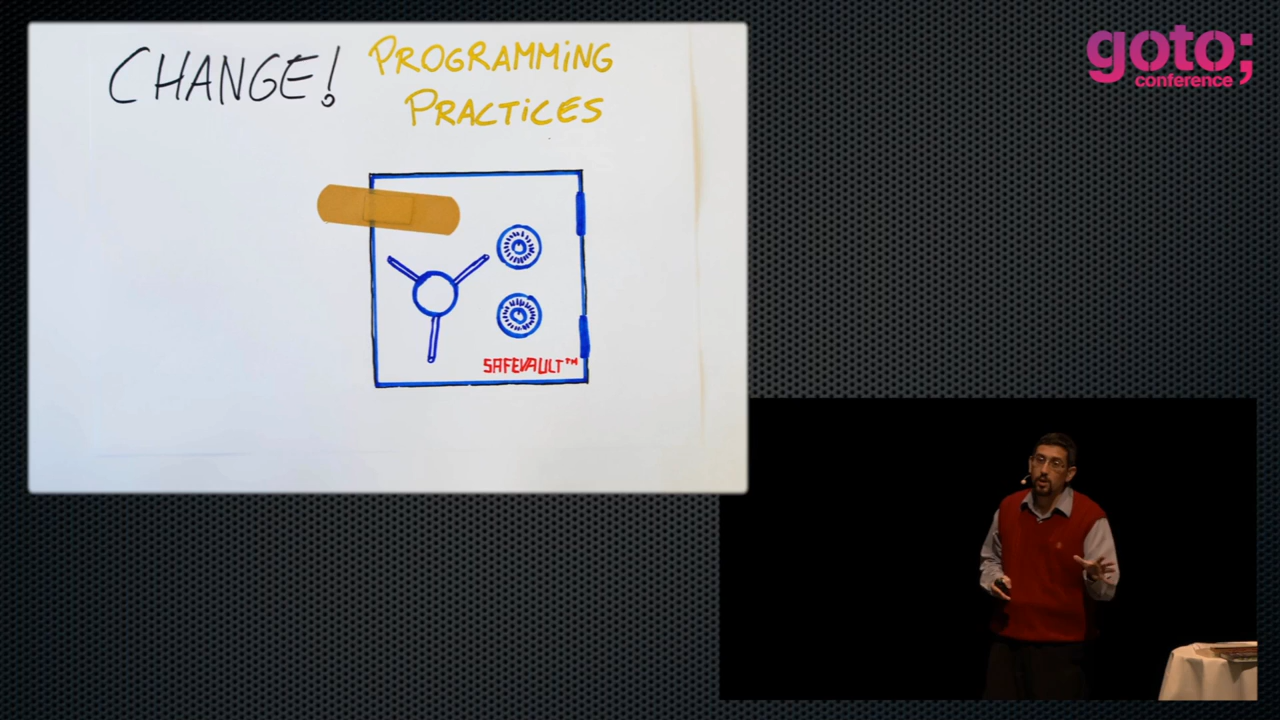 CHANGE! PROGRAMMING
PRACTICES
SAFEVAULT™
goto;
conference